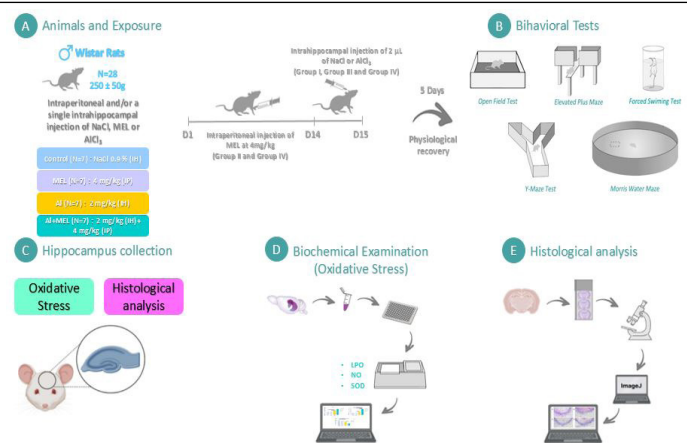 A Animals and Exposure
♂ Wistar Rats
N=28
250 ± 50g
Intraperitoneal and/or a
single intrahippocampal
injection of NaCl, MEL or
AlCl₃
Control (N=7) : NaCl 0.9% (IH)
MEL (N=7) : 4 mg/kg (IP)
Al (N=7) : 2 mg/kg (IH)
Al+MEL (N=7) : 2 mg/kg (IH)+
4 mg/kg (IP)
Intrahippocampal injection of 2 µL
of NaCl or AlCl₃
(Group I, Group III and Group IV)
D1
D14
D15
Intraperitoneal injection of
MEL at 4mg/kg
(Group II and Group IV)
5 Days
Physiological
recovery
B Bihavioral Tests
Open Field Test
Elevated Plus Maze
Forced Swiming Test
Y-Maze Test
Morris Water Maze
C Hippocampus collection
Oxidative
Stress
Histological
analysis
D Biochemical Examination
(Oxidative Stress)
• LPO
• NO
• SOD
E Histological analysis
ImageJ